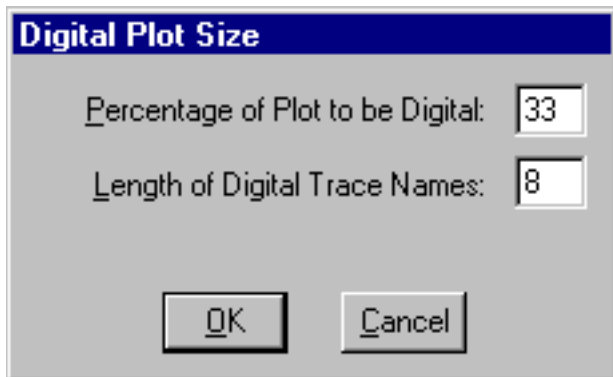 Digital Plot Size
Percentage of Plot to be Digital: 33
Length of Digital Trace Names: 8
OK Cancel